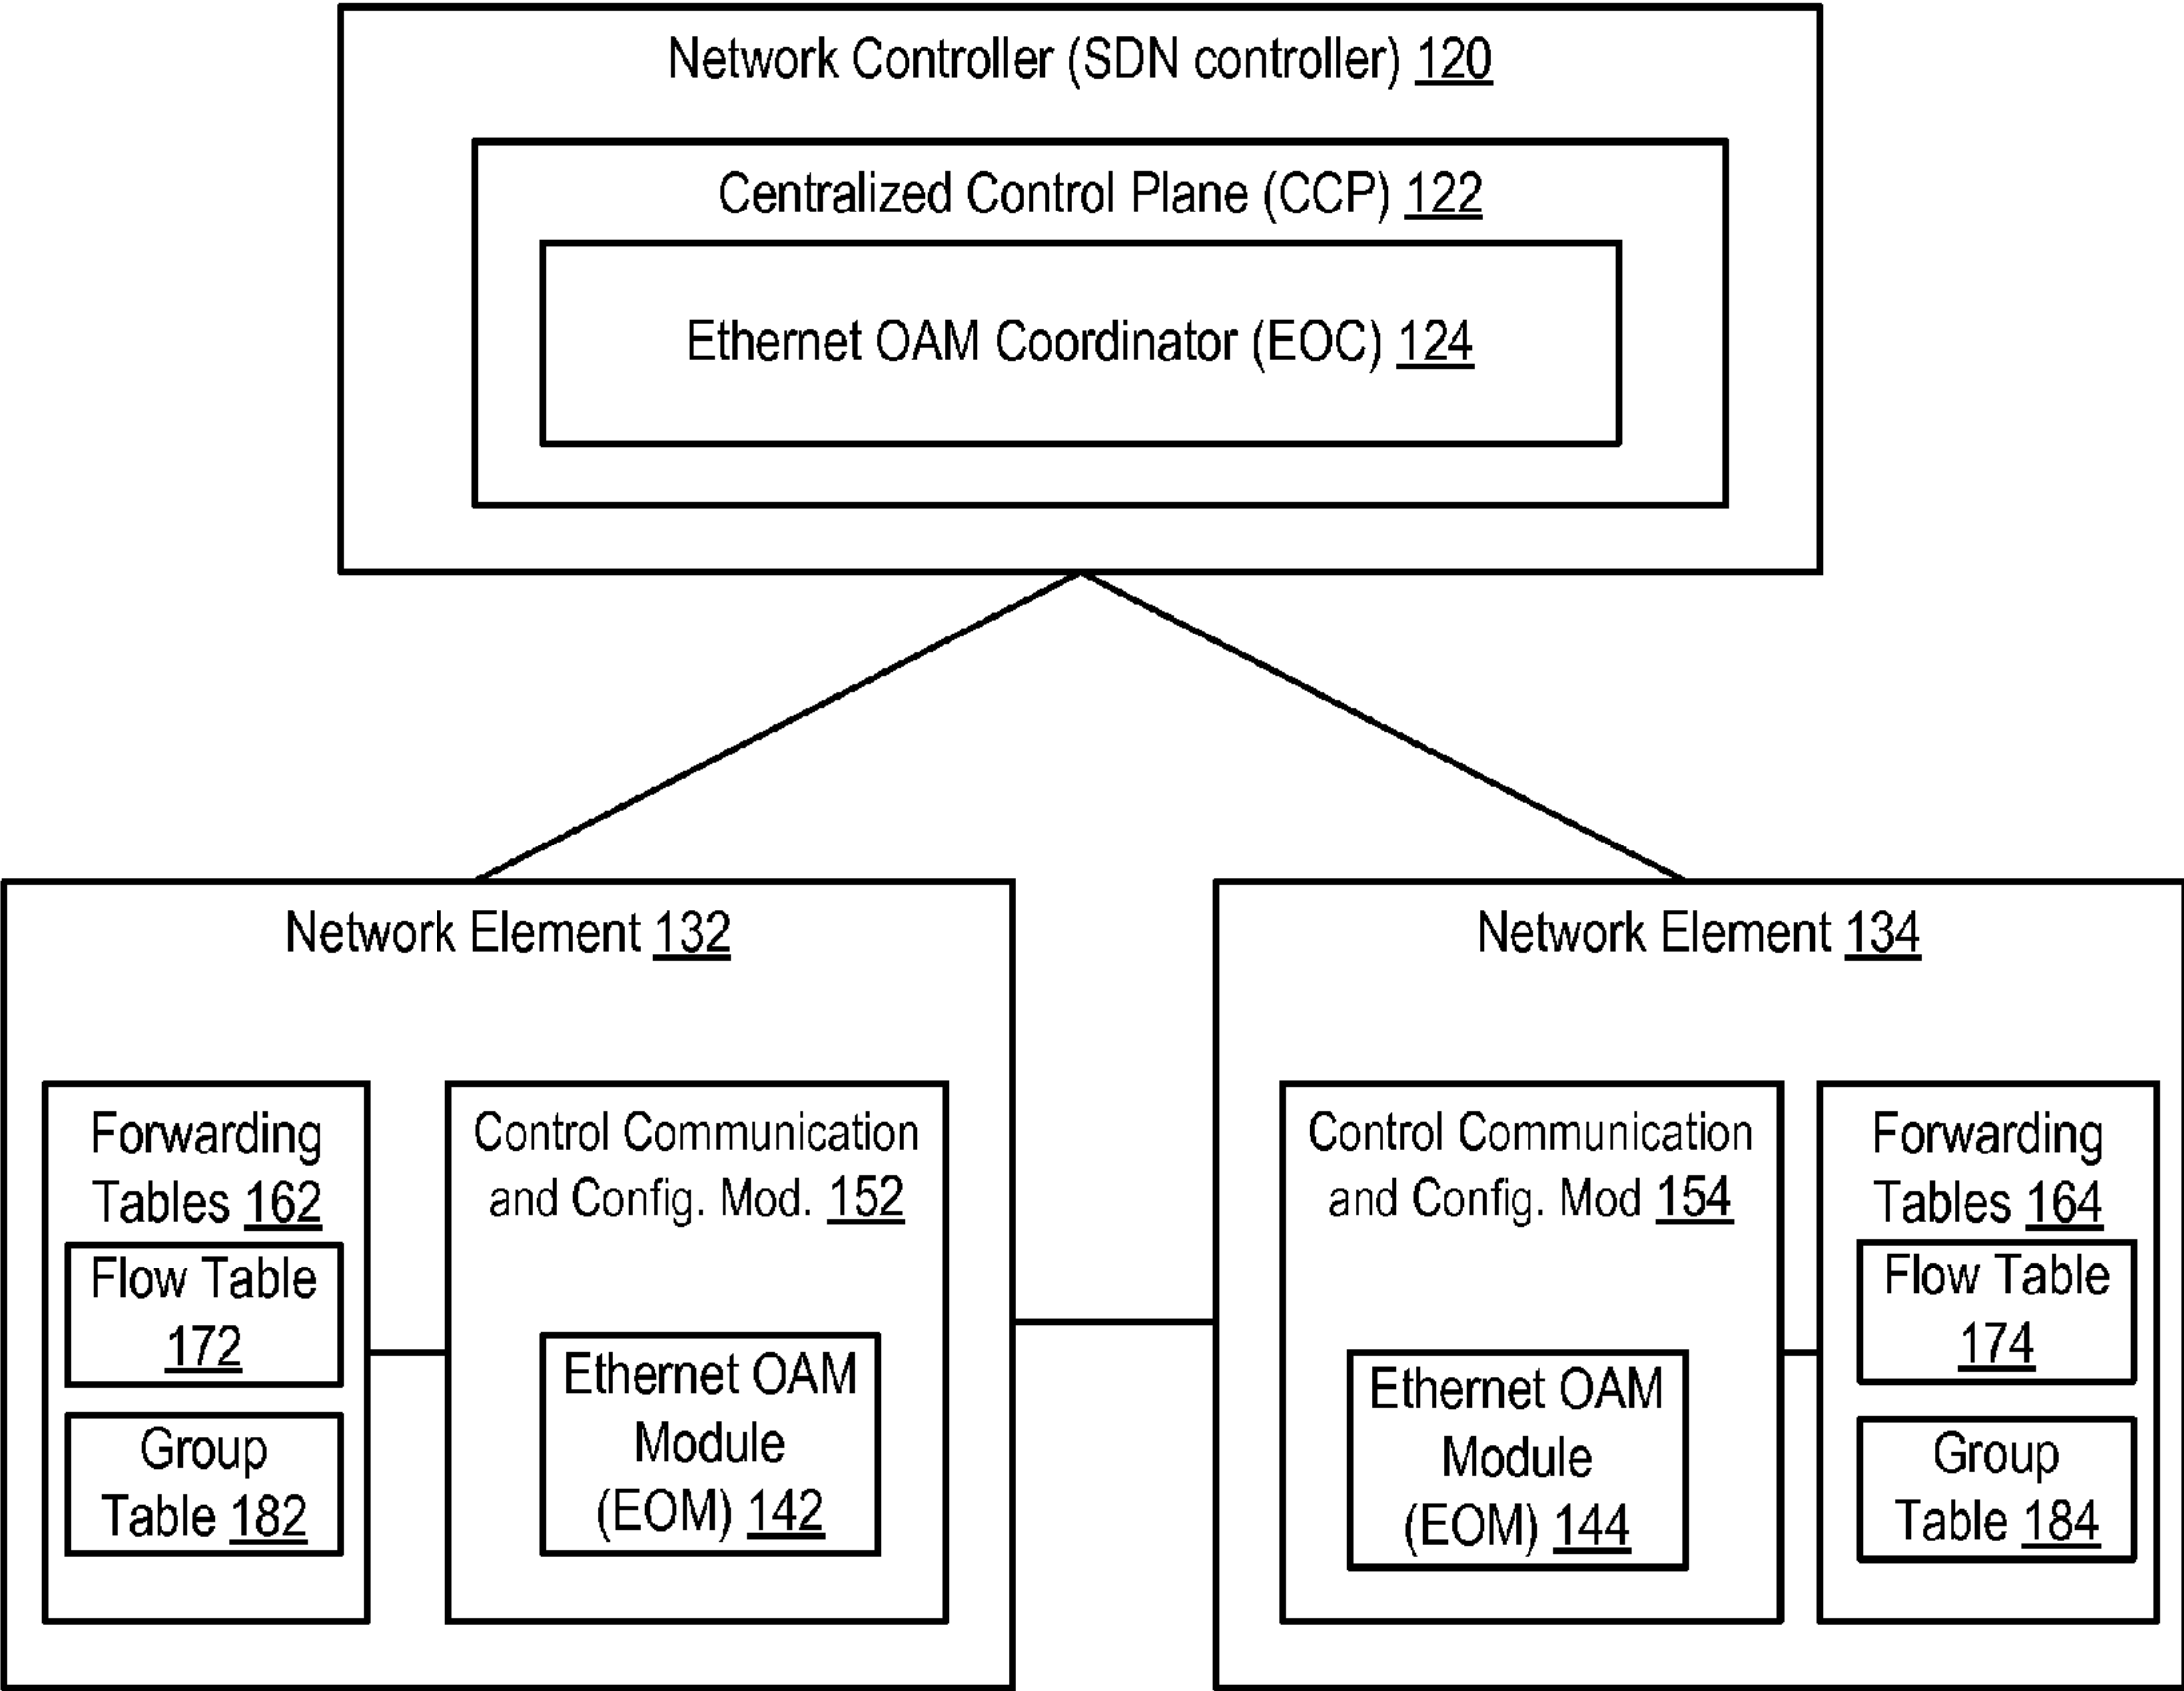 Network Controller (SDN controller) 120
Centralized Control Plane (CCP) 122
Ethernet OAM Coordinator (EOC) 124
Network Element 132
Forwarding
Tables 162
Flow Table
172
Group
Table 182
Control Communication
and Config. Mod. 152
Ethernet OAM
Module
(EOM) 142
Network Element 134
Control Communication
and Config. Mod 154
Ethernet OAM
Module
(EOM) 144
Forwarding
Tables 164
Flow Table
174
Group
Table 184